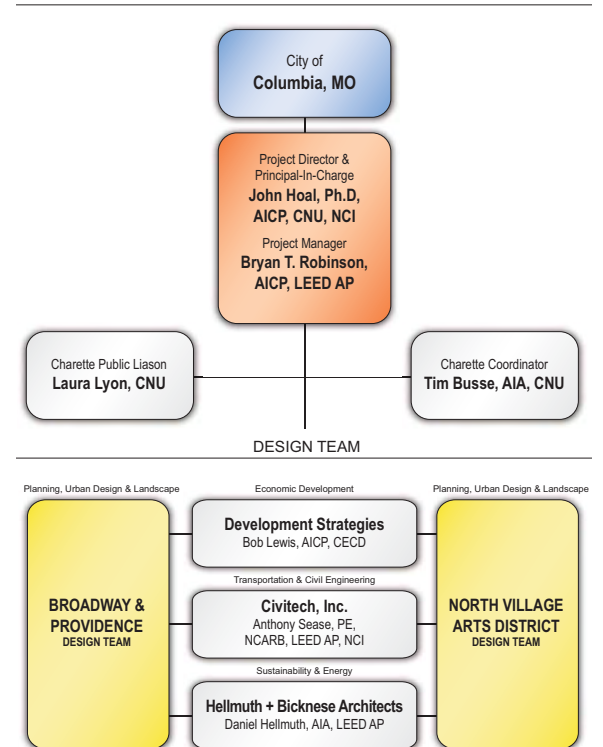 City of
Columbia, MO
Project Director &
Principal-In-Charge
John Hoal, Ph.D,
AICP, CNU, NCI
Project Manager
Bryan T. Robinson,
AICP, LEED AP
Charette Public Liason
Laura Lyon, CNU
Charette Coordinator
Tim Busse, AIA, CNU
DESIGN TEAM
Planning, Urban Design & Landscape
BROADWAY &
PROVIDENCE
DESIGN TEAM
Economic Development
Development Strategies
Bob Lewis, AICP, CECD
Transportation & Civil Engineering
Civitech, Inc.
Anthony Sease, PE,
NCARB, LEED AP, NCI
Sustainability & Energy
Hellmuth + Bicknese Architects
Daniel Hellmuth, AIA, LEED AP
Planning, Urban Design & Landscape
NORTH VILLAGE
ARTS DISTRICT
DESIGN TEAM